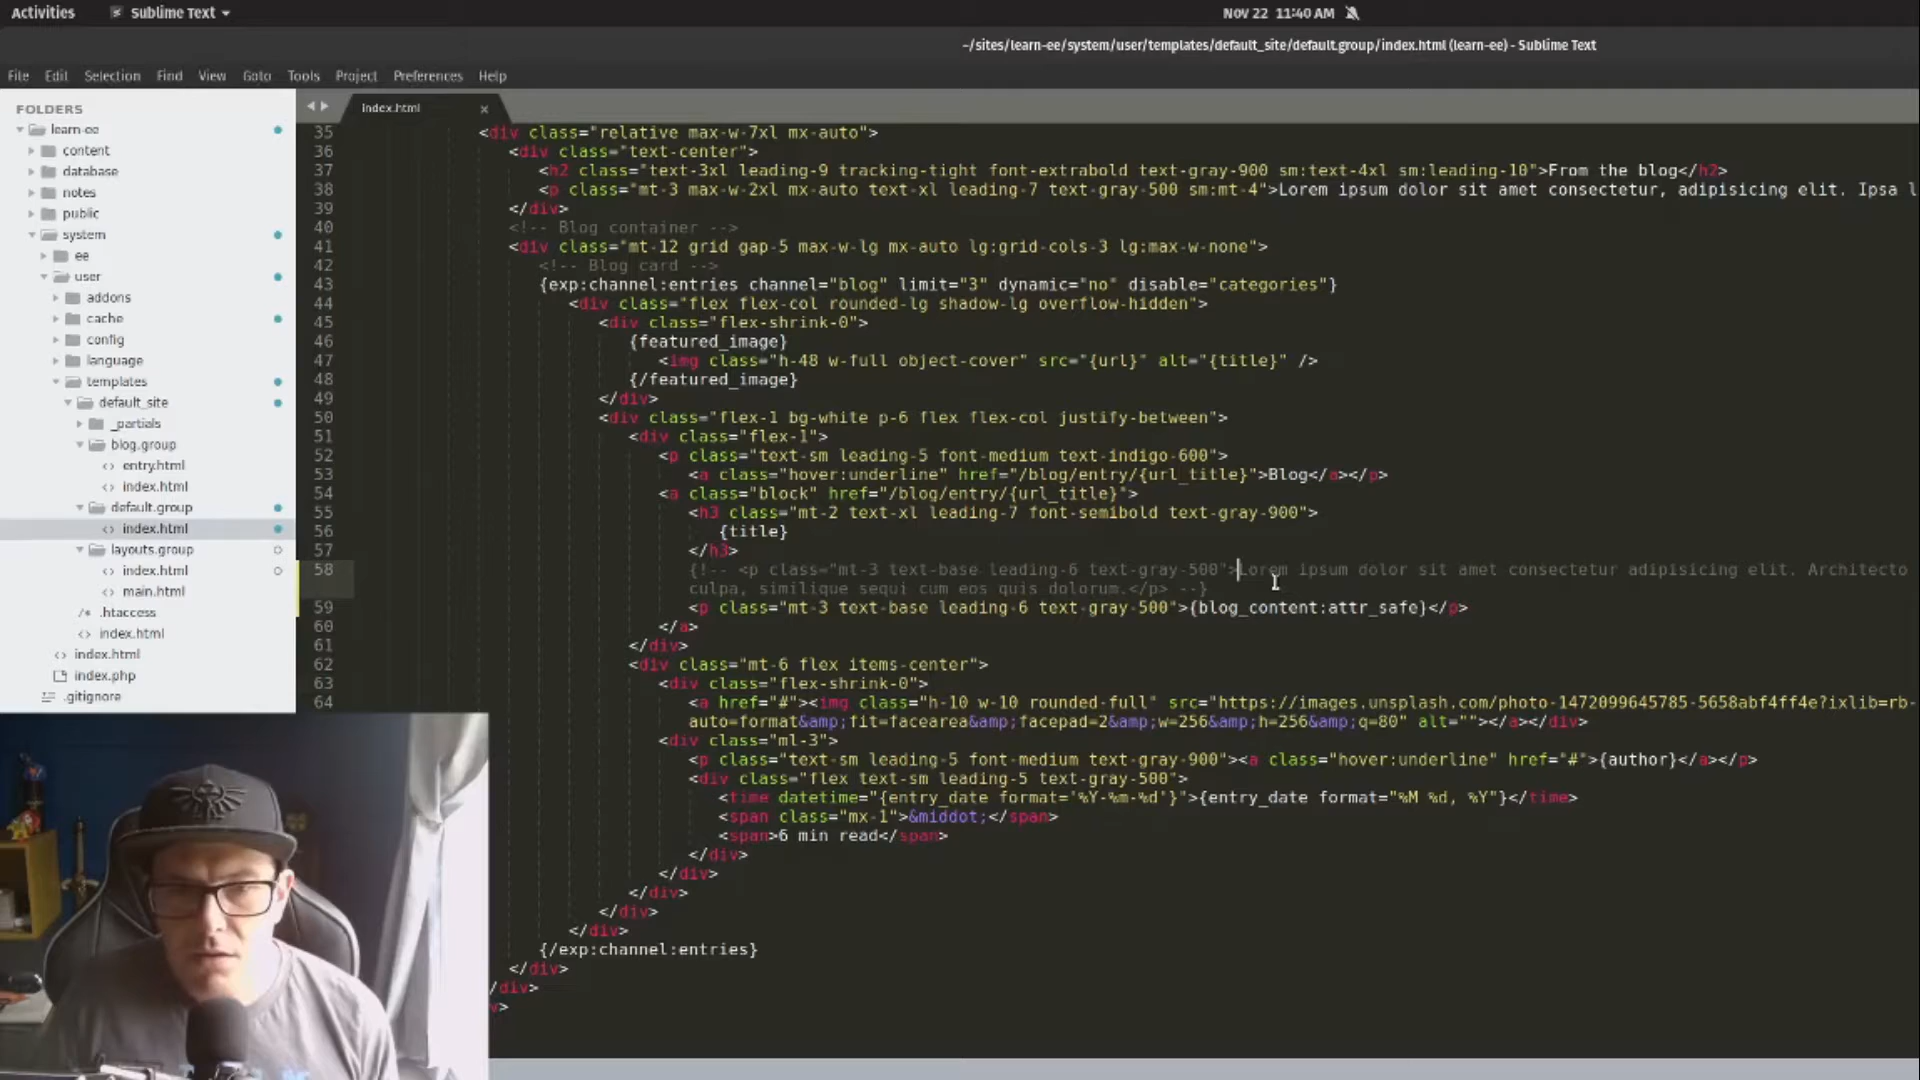 Activities
Sublime Text
Nov 22 11:40 AM
~/sites/learn-ee/system/user/templates/default_site/default.group/index.html (learn-ee) - Sublime Text
File Edit Selection Find View Goto Tools Project Preferences Help
FOLDERS
learn-ee
content
database
notes
public
system
ee
user
addons
cache
config
language
templates
default_site
_partials
blog.group
<> entry.html
<> index.html
default.group
<> index.html
layouts.group
<> index.html
<> main.html
.htaccess
<> index.html
<> index.html
index.php
.gitignore
index.html ×
35 <div class="relative max-w-7xl mx-auto">
36 <div class="text-center">
37 <h2 class="text-3xl leading-9 tracking-tight font-extrabold text-gray-900 sm:text-4xl sm:leading-10">From the blog</h2>
38 <p class="mt-3 max-w-2xl mx-auto text-xl leading-7 text-gray-500 sm:mt-4">Lorem ipsum dolor sit amet consectetur, adipisicing elit. Ipsa l
39 </div>
40 <!-- Blog container -->
41 <div class="mt-12 grid gap-5 max-w-lg mx-auto lg:grid-cols-3 lg:max-w-none">
42 <!-- Blog card -->
43 {exp:channel:entries channel="blog" limit="3" dynamic="no" disable="categories"}
44 <div class="flex flex-col rounded-lg shadow-lg overflow-hidden">
45 <div class="flex-shrink-0">
46 {featured_image}
47 <img class="h-48 w-full object-cover" src="{url}" alt="{title}" />
48 {/featured_image}
49 </div>
50 <div class="flex-1 bg-white p-6 flex flex-col justify-between">
51 <div class="flex-1">
52 <p class="text-sm leading-5 font-medium text-indigo-600">
53 <a class="hover:underline" href="/blog/entry/{url_title}">Blog</a></p>
54 <a class="block" href="/blog/entry/{url_title}">
55 <h3 class="mt-2 text-xl leading-7 font-semibold text-gray-900">
56 {title}
57 </h3>
58 {!-- <p class="mt-3 text-base leading-6 text-gray-500">Lorem ipsum dolor sit amet consectetur adipisicing elit. Architecto
culpa, similique sequi cum eos quis dolorum.</p> --}
59 <p class="mt-3 text-base leading-6 text-gray-500">{blog_content:attr_safe}</p>
60 </a>
61 </div>
62 <div class="mt-6 flex items-center">
63 <div class="flex-shrink-0">
64 <a href="#"><img class="h-10 w-10 rounded-full" src="https://images.unsplash.com/photo-1472099645785-5658abf4ff4e?ixlib=rb-
auto=format&amp;fit=facearea&amp;facepad=2&amp;w=256&amp;h=256&amp;q=80" alt=""></a></div>
<div class="ml-3">
<p class="text-sm leading-5 font-medium text-gray-900"><a class="hover:underline" href="#">{author}</a></p>
<div class="flex text-sm leading-5 text-gray-500">
<time datetime="{entry_date format='%Y-%m-%d'}">{entry_date format="%M %d, %Y"}</time>
<span class="mx-1">&middot;</span>
<span>6 min read</span>
</div>
</div>
</div>
</div>
</div>
{/exp:channel:entries}
</div>
/div>
v>